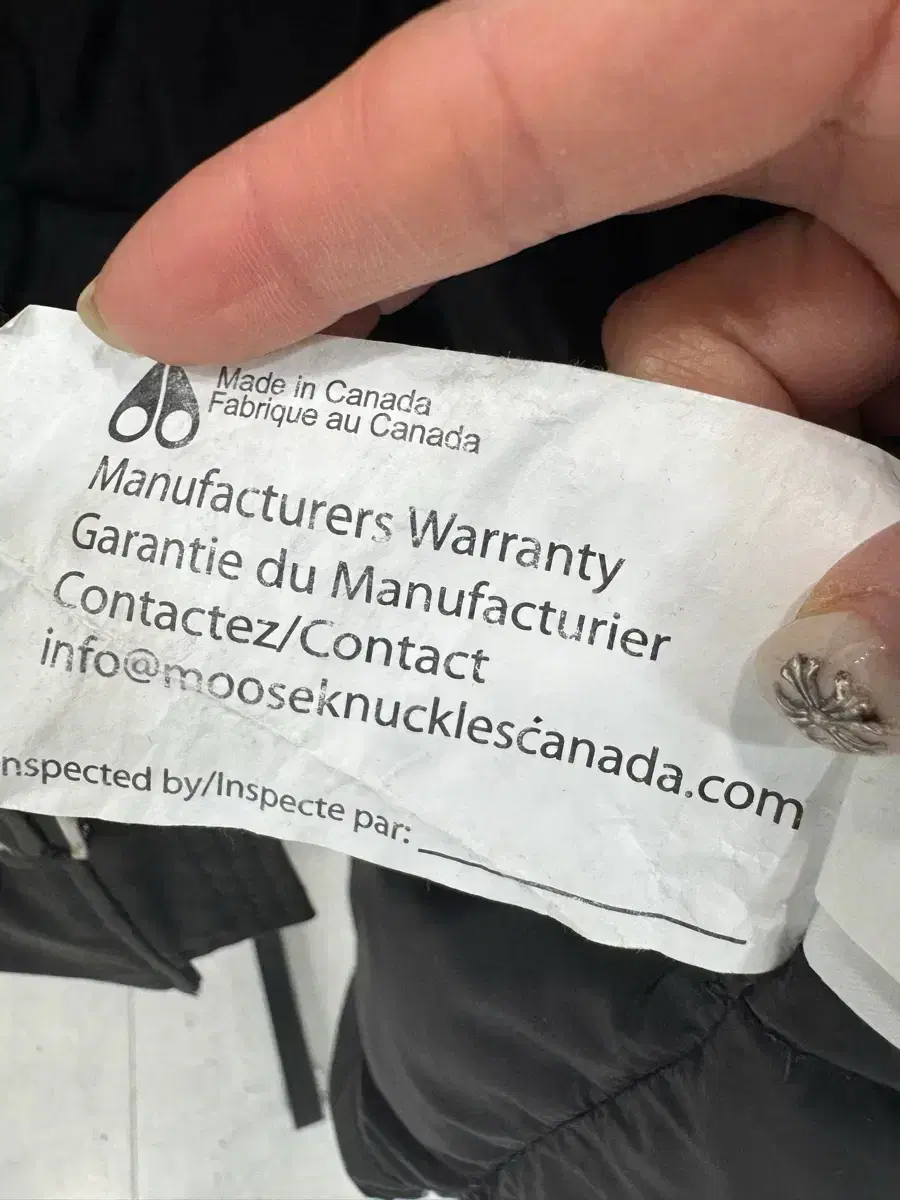 Made in Canada
Fabrique au Canada
Manufacturers Warranty
Garantie du Manufacturier
Contactez/Contact
info@mooseknucklescanada.com
nspected by/Inspecte par: